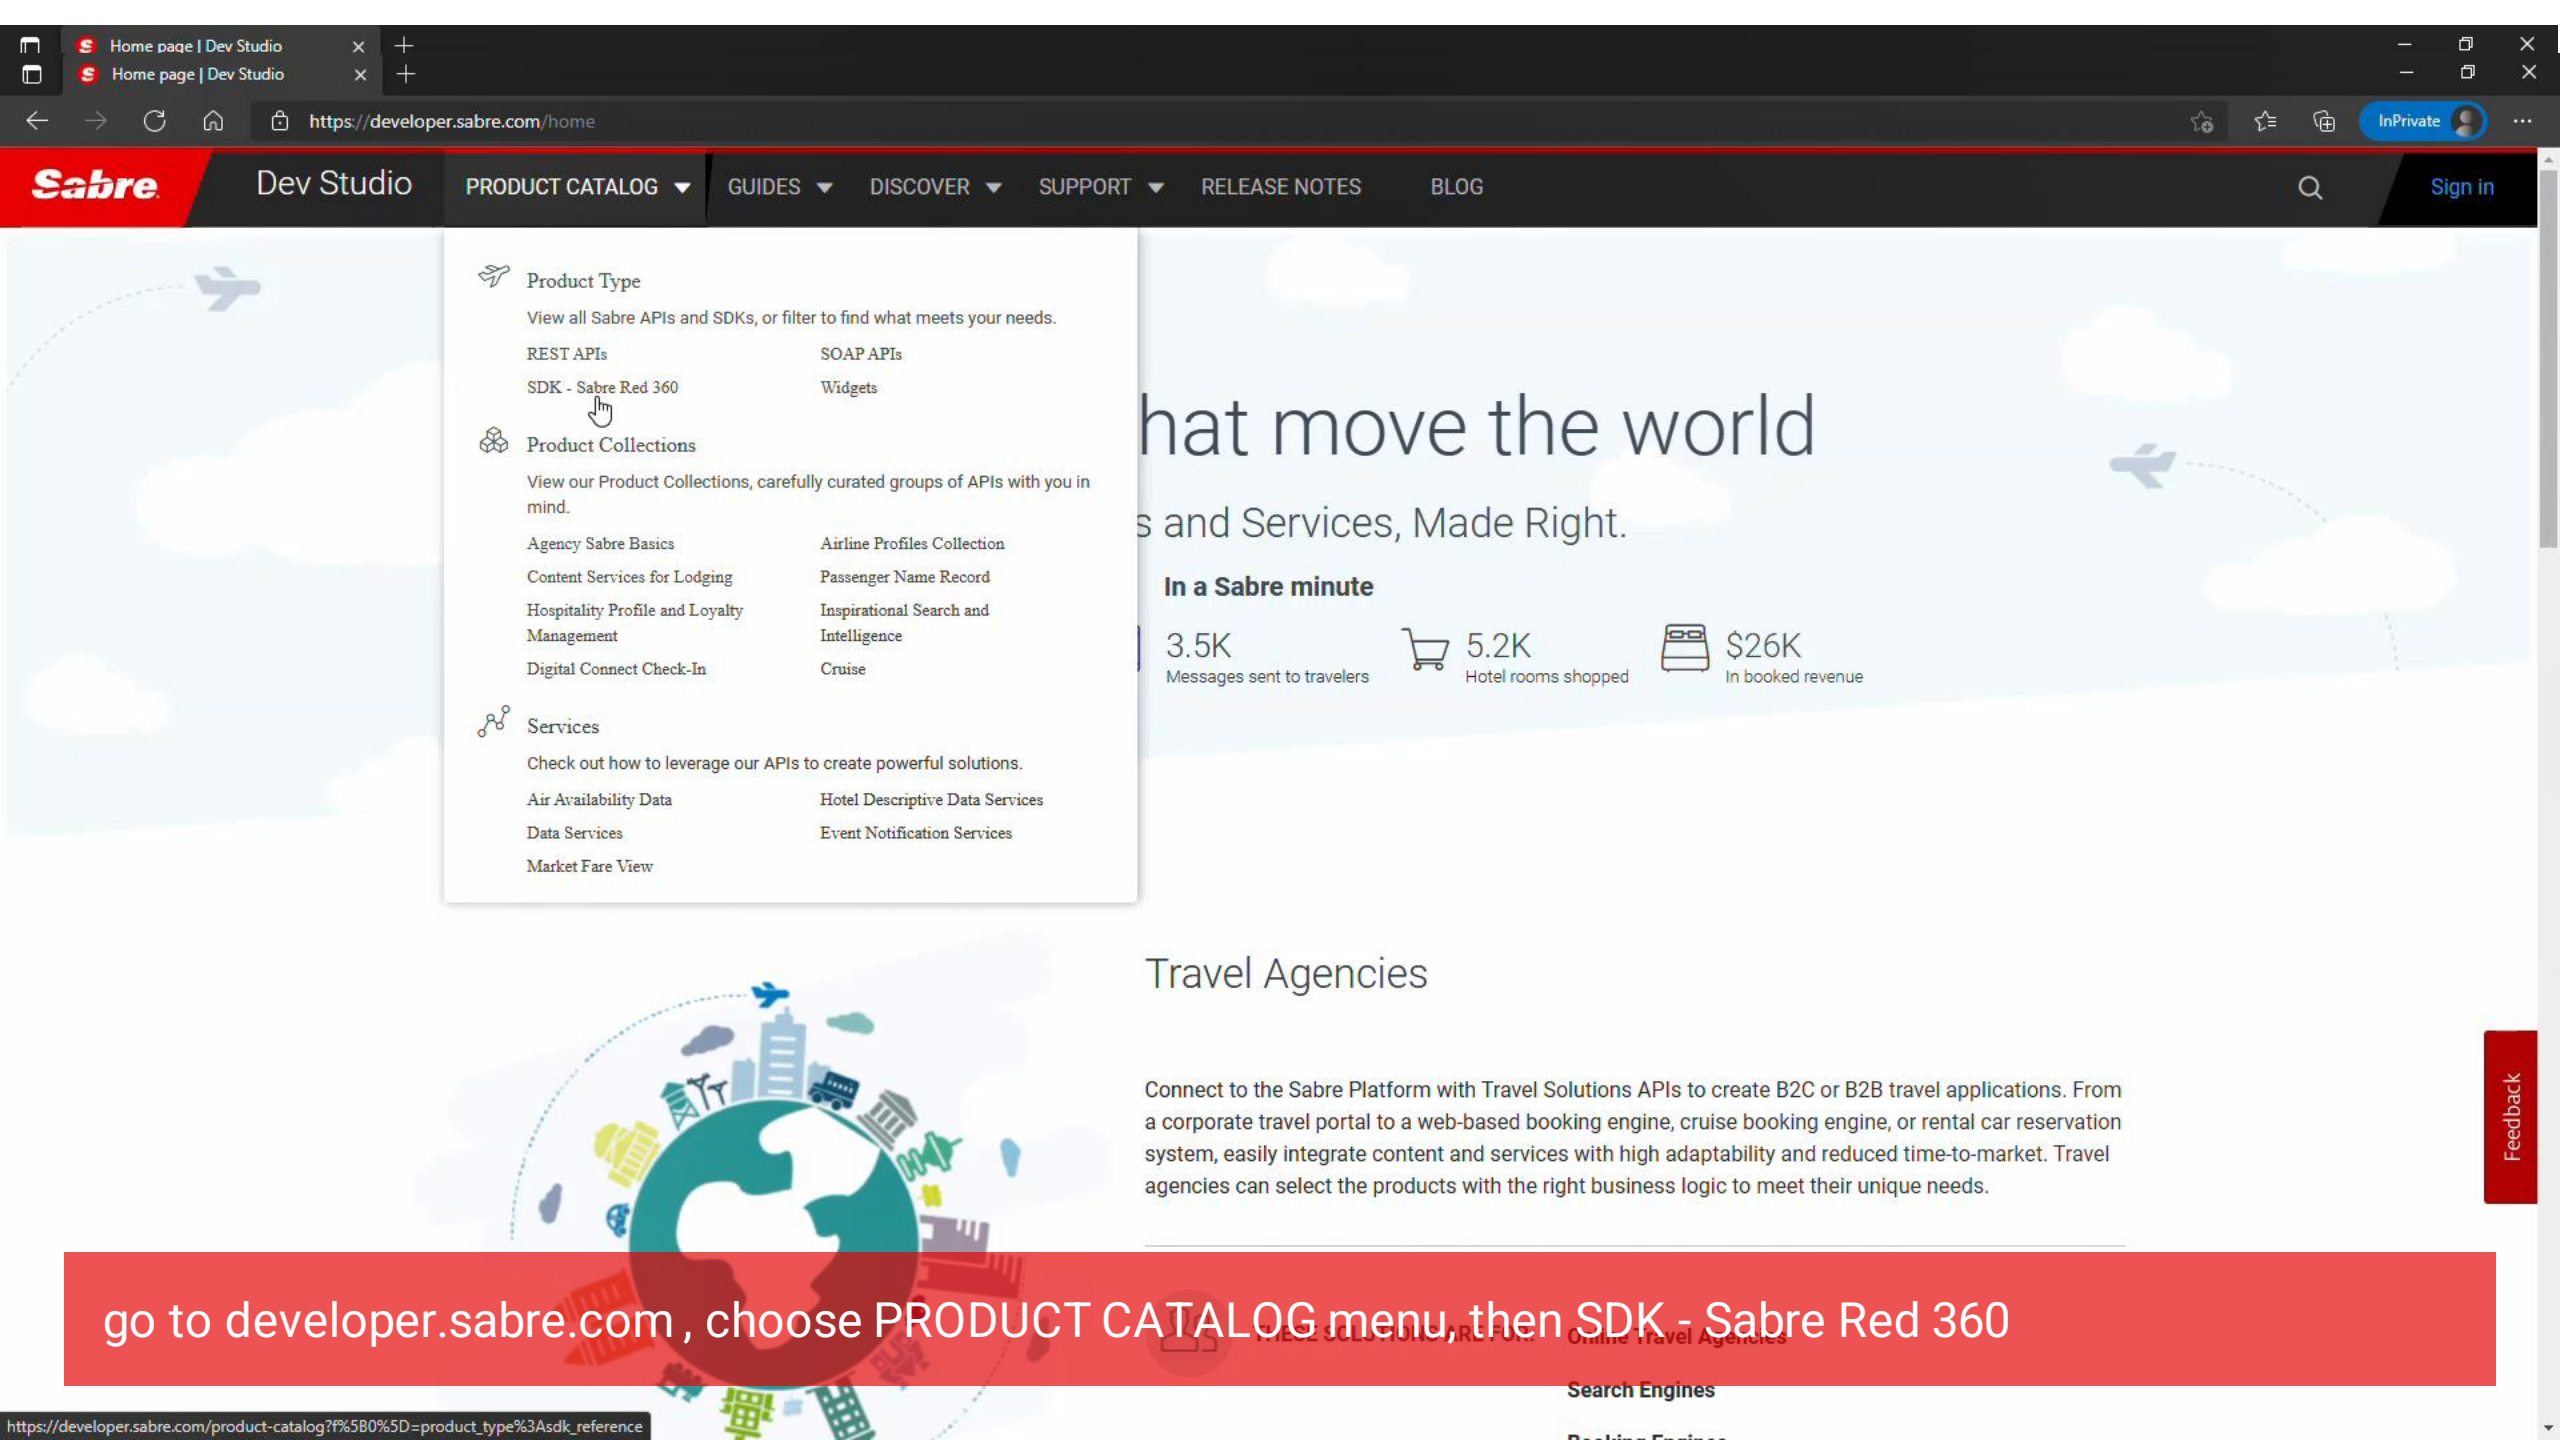 Home page | Dev Studio
Home page | Dev Studio
https://developer.sabre.com/home
InPrivate
Sabre Dev Studio PRODUCT CATALOG GUIDES DISCOVER SUPPORT RELEASE NOTES BLOG Sign in
Product Type
View all Sabre APIs and SDKs, or filter to find what meets your needs.
REST APIs SOAP APIs
SDK - Sabre Red 360 Widgets
Product Collections
View our Product Collections, carefully curated groups of APIs with you in
mind.
Agency Sabre Basics Airline Profiles Collection
Content Services for Lodging Passenger Name Record
Hospitality Profile and Loyalty Inspirational Search and
Management Intelligence
Digital Connect Check-In Cruise
Services
Check out how to leverage our APIs to create powerful solutions.
Air Availability Data Hotel Descriptive Data Services
Data Services Event Notification Services
Market Fare View
hat move the world
s and Services, Made Right.
In a Sabre minute
3.5K 5.2K $26K
Messages sent to travelers Hotel rooms shopped In booked revenue
Travel Agencies
Connect to the Sabre Platform with Travel Solutions APIs to create B2C or B2B travel applications. From
a corporate travel portal to a web-based booking engine, cruise booking engine, or rental car reservation
system, easily integrate content and services with high adaptability and reduced time-to-market. Travel
agencies can select the products with the right business logic to meet their unique needs.
Feedback
THESE SOLUTIONS ARE FOR: Online Travel Agencies
go to developer.sabre.com , choose PRODUCT CATALOG menu, then SDK - Sabre Red 360
Search Engines
https://developer.sabre.com/product-catalog?f%5B0%5D=product_type%3Asdk_reference